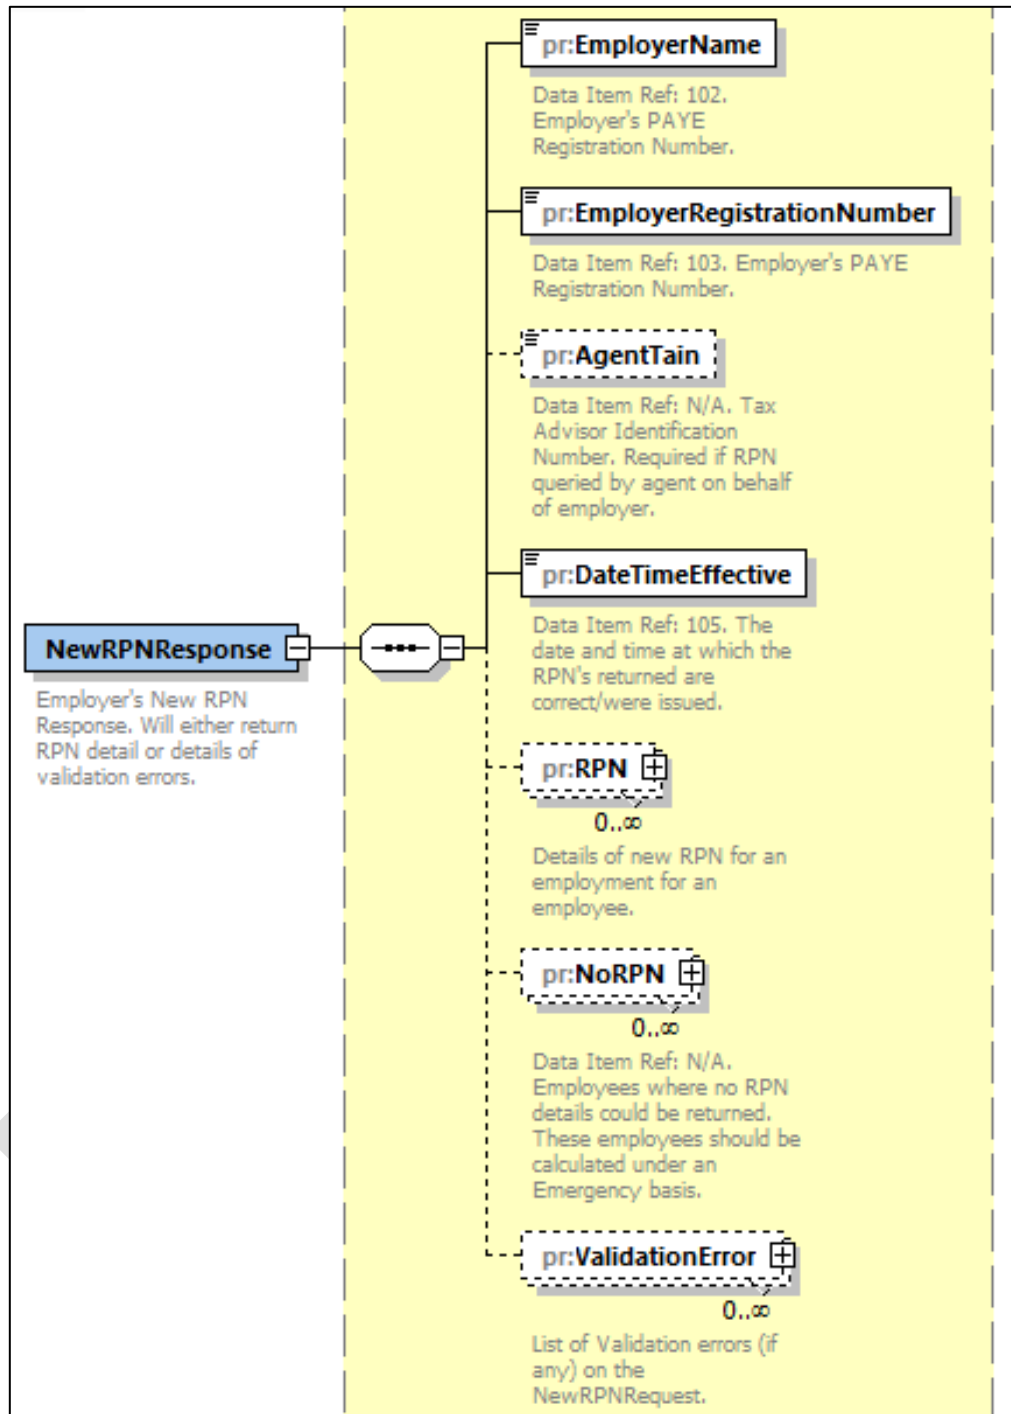 pr:EmployerName
Data Item Ref: 102.
Employer's PAYE
Registration Number.
pr:EmployerRegistrationNumber
Data Item Ref: 103. Employer's PAYE
Registration Number.
pr:AgentTain
Data Item Ref: N/A. Tax
Advisor Identification
Number. Required if RPN
queried by agent on behalf
of employer.
pr:DateTimeEffective
Data Item Ref: 105. The
date and time at which the
RPN's returned are
correct/were issued.
NewRPNResponse
Employer's New RPN
Response. Will either return
RPN detail or details of
validation errors.
pr:RPN
0..∞
Details of new RPN for an
employment for an
employee.
pr:NoRPN
0..∞
Data Item Ref: N/A.
Employees where no RPN
details could be returned.
These employees should be
calculated under an
Emergency basis.
pr:ValidationError
0..∞
List of Validation errors (if
any) on the
NewRPNRequest.